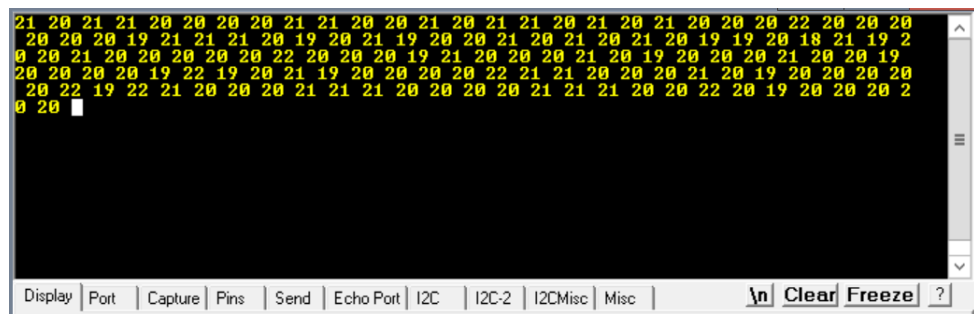 21 20 21 21 20 20 20 20 21 21 20 20 21 20 21 21 20 21 20 21 20 20 20 22 20 20 20
20 20 20 19 21 21 21 20 19 20 21 19 20 20 21 20 21 20 21 20 19 19 20 18 21 19 2
0 20 21 20 20 20 20 20 22 20 20 20 19 21 20 20 20 21 20 19 20 20 20 21 20 20 19
20 20 20 20 19 22 19 20 21 19 20 20 20 20 22 21 21 20 20 20 20 21 20 19 20 20 20 20
20 22 19 22 21 20 20 20 21 21 21 20 20 20 20 21 21 21 20 20 22 20 19 20 20 20 2
0 20
Display Port Capture Pins Send Echo Port I2C I2C-2 I2CMisc Misc \n Clear Freeze ?